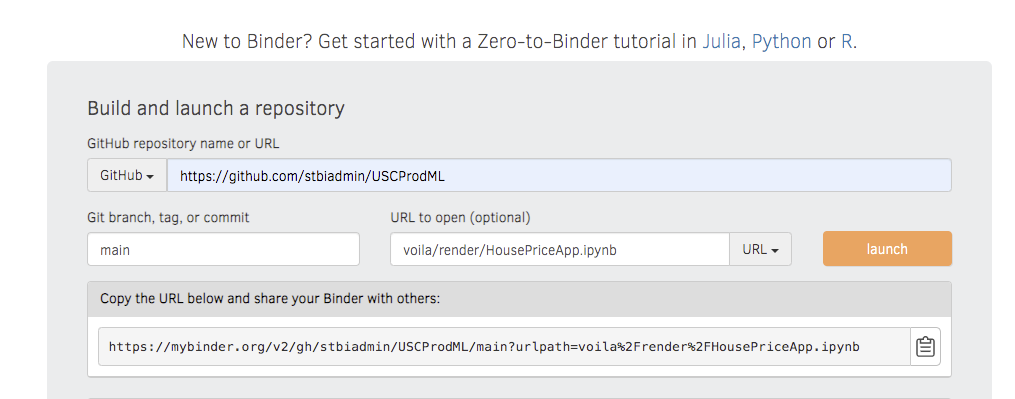 New to Binder? Get started with a Zero-to-Binder tutorial in Julia, Python or R.
Build and launch a repository
GitHub repository name or URL
GitHub https://github.com/stbiadmin/USCProdML
Git branch, tag, or commit URL to open (optional)
main voila/render/HousePriceApp.ipynb URL launch
Copy the URL below and share your Binder with others:
https://mybinder.org/v2/gh/stbiadmin/USCProdML/main?urlpath=voila%2Frender%2FHousePriceApp.ipynb